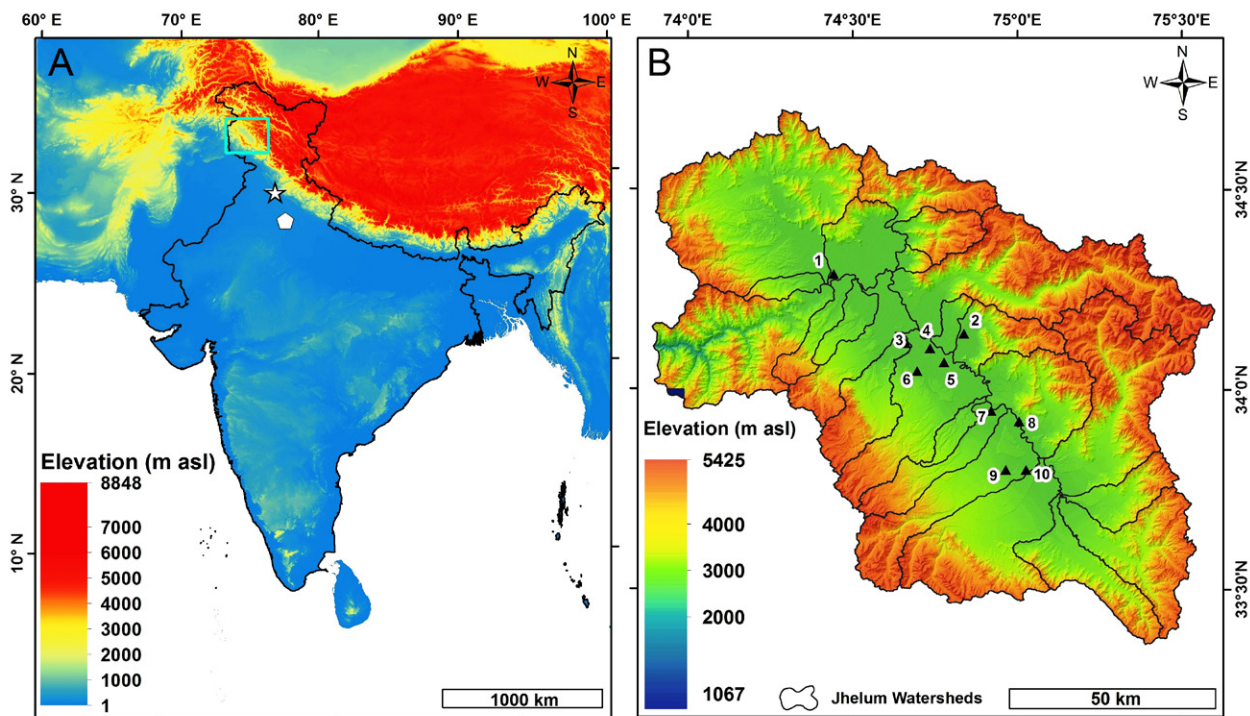 60° E 70° E 80° E 90° E 100° E
A
N
W E
S
30° N
20° N
10° N
Elevation (m asl)
8848
7000
6000
5000
4000
3000
2000
1000
1
1000 km
74°0' 74°30' 75°0' 75°30'
B
N
W E
S
34°30'N
34°0'N
33°30'N
1
2
3
4
5
6
7
8
9
10
Elevation (m asl)
5425
4000
3000
2000
1067
Jhelum Watersheds
50 km